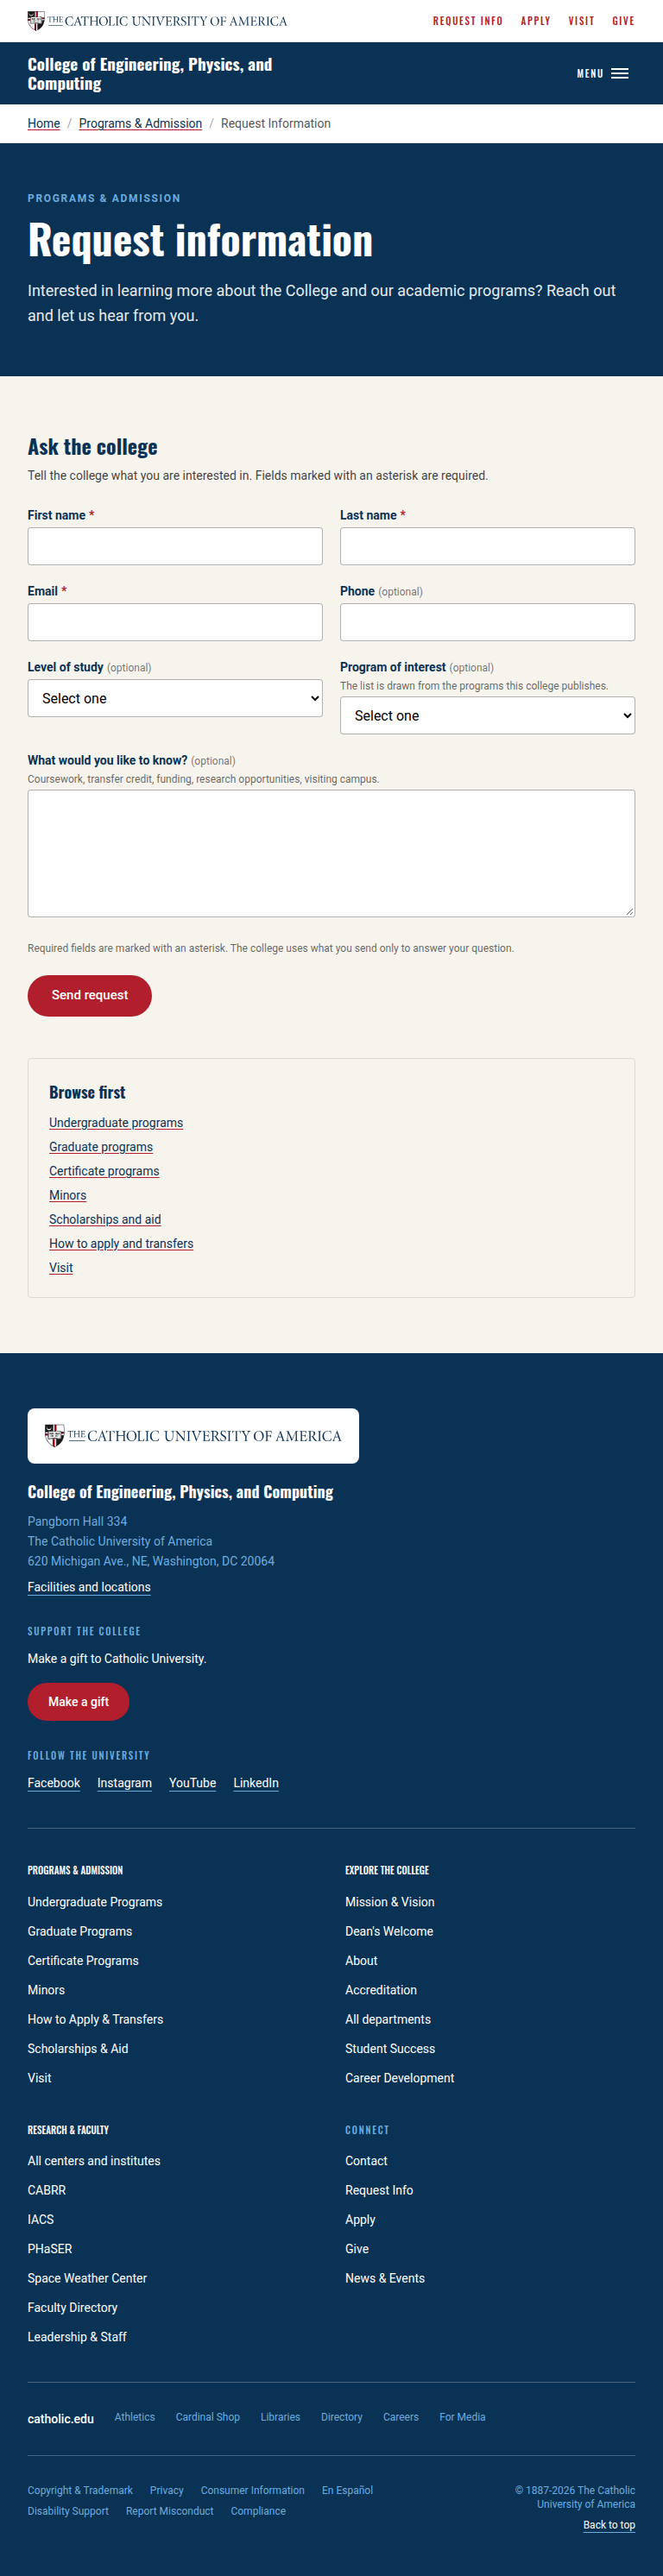 THE CATHOLIC UNIVERSITY OF AMERICA
REQUEST INFO APPLY VISIT GIVE
College of Engineering, Physics, and
Computing
MENU
Home / Programs & Admission / Request Information
PROGRAMS & ADMISSION
Request information
Interested in learning more about the College and our academic programs? Reach out
and let us hear from you.
Ask the college
Tell the college what you are interested in. Fields marked with an asterisk are required.
First name * Last name *
Email * Phone (optional)
Level of study (optional) Program of interest (optional)
The list is drawn from the programs this college publishes.
Select one Select one
What would you like to know? (optional)
Coursework, transfer credit, funding, research opportunities, visiting campus.
Required fields are marked with an asterisk. The college uses what you send only to answer your question.
Send request
Browse first
Undergraduate programs
Graduate programs
Certificate programs
Minors
Scholarships and aid
How to apply and transfers
Visit
THE CATHOLIC UNIVERSITY OF AMERICA
College of Engineering, Physics, and Computing
Pangborn Hall 334
The Catholic University of America
620 Michigan Ave., NE, Washington, DC 20064
Facilities and locations
SUPPORT THE COLLEGE
Make a gift to Catholic University.
Make a gift
FOLLOW THE UNIVERSITY
Facebook Instagram YouTube LinkedIn
PROGRAMS & ADMISSION
Undergraduate Programs
Graduate Programs
Certificate Programs
Minors
How to Apply & Transfers
Scholarships & Aid
Visit
EXPLORE THE COLLEGE
Mission & Vision
Dean's Welcome
About
Accreditation
All departments
Student Success
Career Development
RESEARCH & FACULTY
All centers and institutes
CABRR
IACS
PHaSER
Space Weather Center
Faculty Directory
Leadership & Staff
CONNECT
Contact
Request Info
Apply
Give
News & Events
catholic.edu Athletics Cardinal Shop Libraries Directory Careers For Media
Copyright & Trademark Privacy Consumer Information En Español
Disability Support Report Misconduct Compliance
© 1887-2026 The Catholic
University of America
Back to top